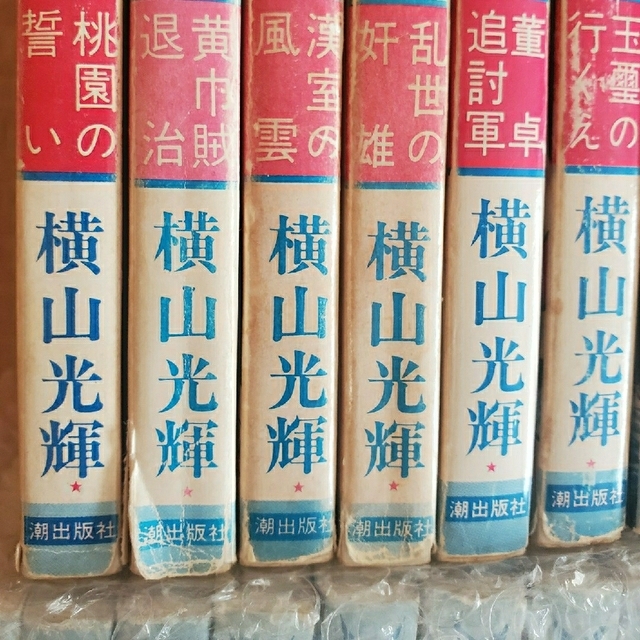 桃園の
誓い
横山光輝
潮出版社
黄巾賊
退治
横山光輝
潮出版社
漢室の
風雲
横山光輝
潮出版社
乱世の
奸雄
横山光輝
潮出版社
董卓
追討軍
横山光輝
潮出版社
玉璽の
行くえ
横山光輝
潮出版社